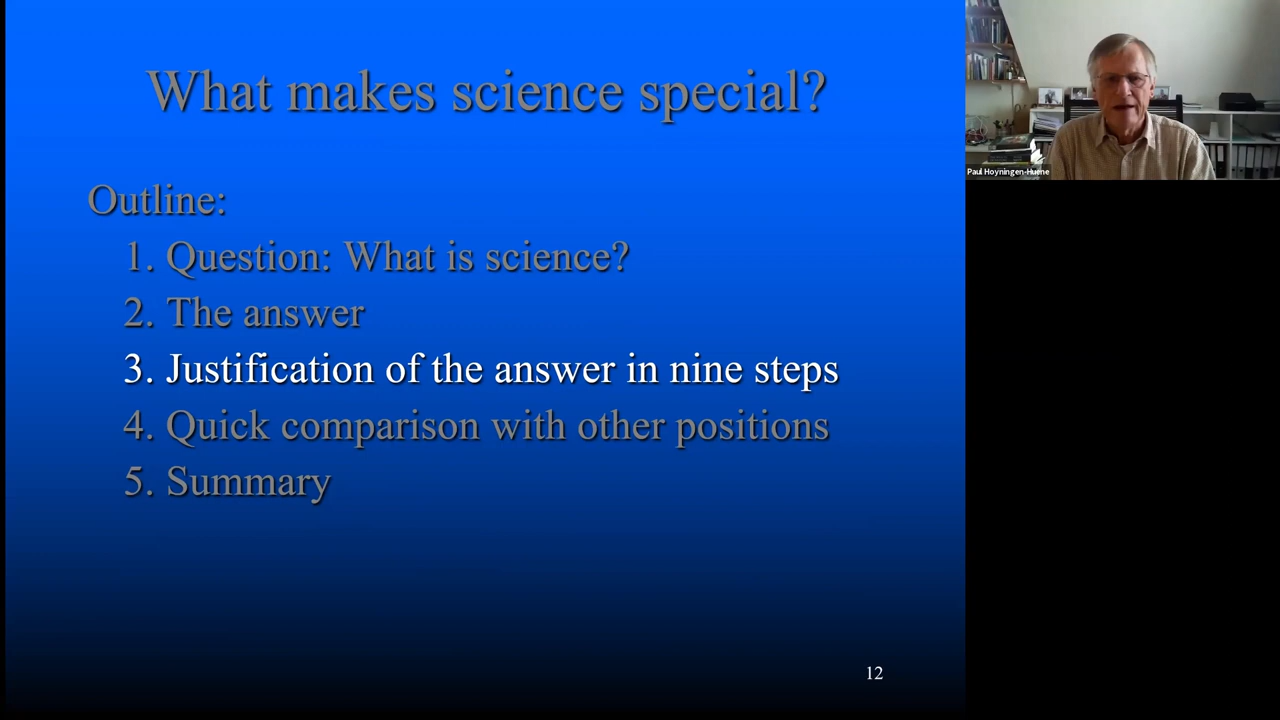 What makes science special?
Outline:
1. Question: What is science?
2. The answer
3. Justification of the answer in nine steps
4. Quick comparison with other positions
5. Summary
12
Paul Hoyningen-Huene